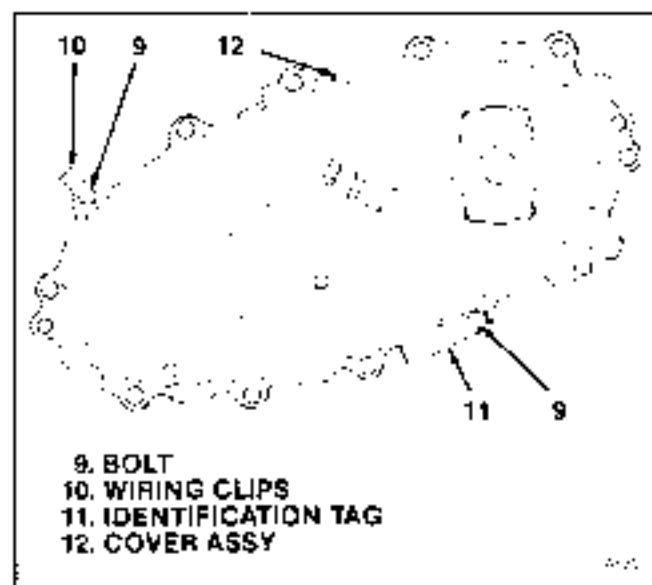 10 9 12
11 9
9. BOLT
10. WIRING CLIPS
11. IDENTIFICATION TAG
12. COVER ASSY